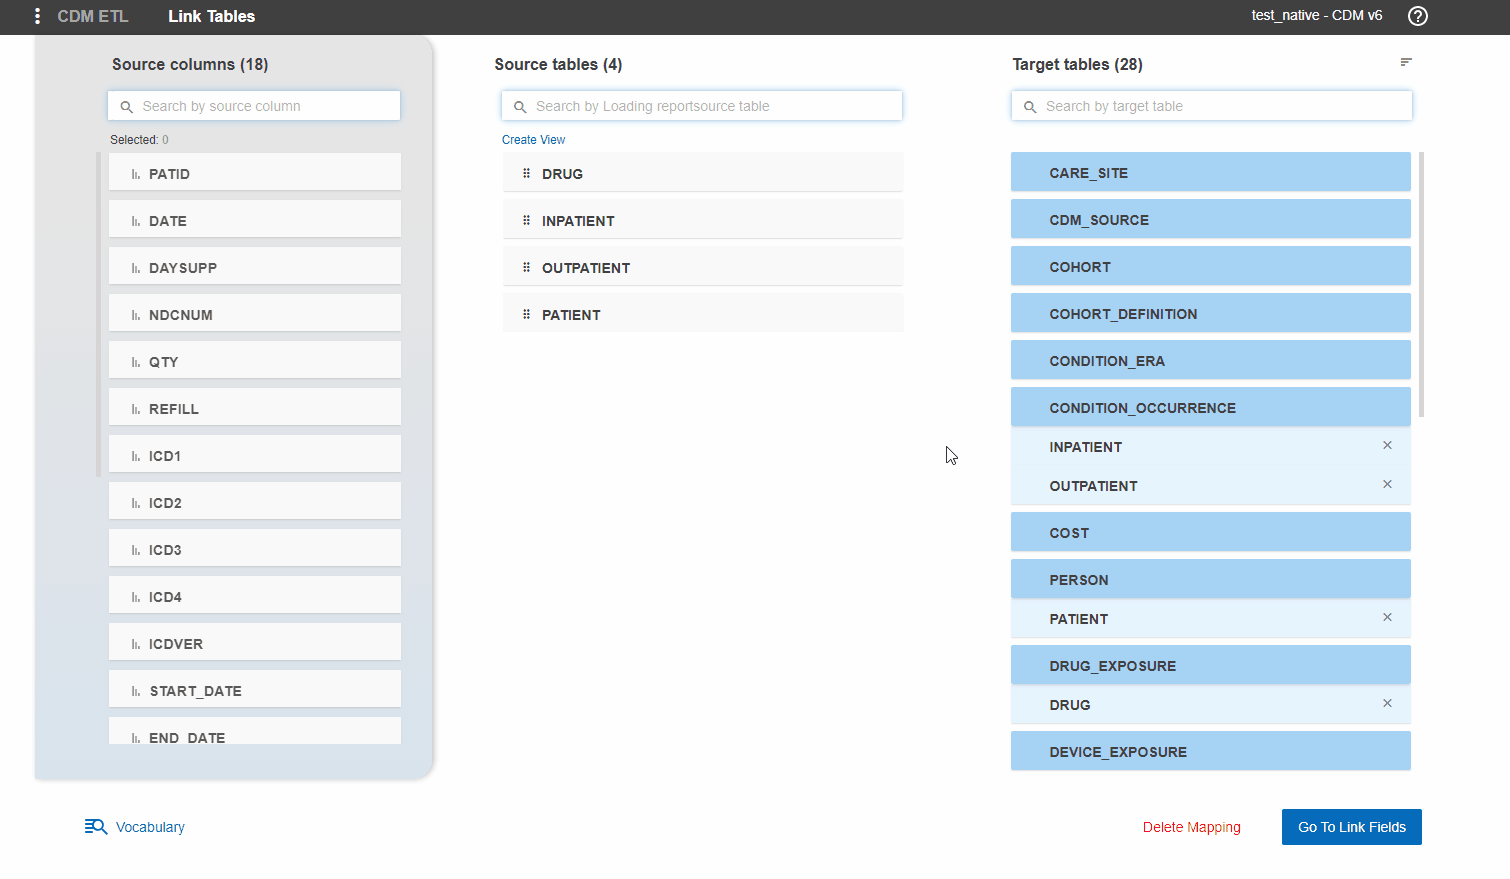 CDM ETL
Link Tables
test_native - CDM v6
Source columns (18)
Search by source column
Selected: 0
PATID
DATE
DAYSUPP
NDCNUM
QTY
REFILL
ICD1
ICD2
ICD3
ICD4
ICDVER
START_DATE
END_DATE
Source tables (4)
Search by Loading reportsource table
Create View
DRUG
INPATIENT
OUTPATIENT
PATIENT
Target tables (28)
Search by target table
CARE_SITE
CDM_SOURCE
COHORT
COHORT_DEFINITION
CONDITION_ERA
CONDITION_OCCURRENCE
INPATIENT
OUTPATIENT
COST
PERSON
PATIENT
DRUG_EXPOSURE
DRUG
DEVICE_EXPOSURE
Vocabulary
Delete Mapping
Go To Link Fields